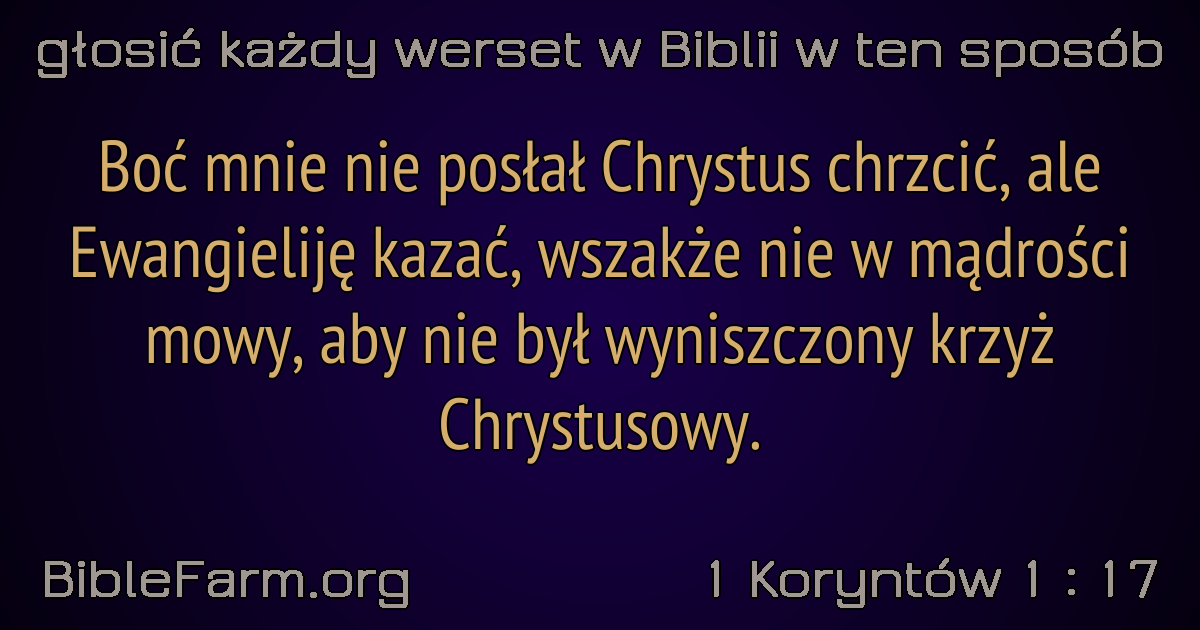 głosić każdy werset w Biblii w ten sposób
Boć mnie nie posłał Chrystus chrzcić, ale
Ewangieliję kazać, wszakże nie w mądrości
mowy, aby nie był wyniszczony krzyż
Chrystusowy.
BibleFarm.org
1 Koryntów 1 : 17